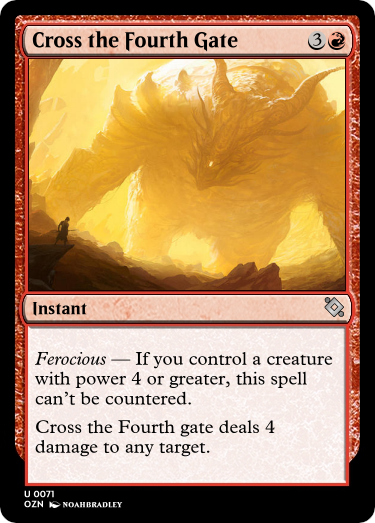 Cross the Fourth Gate 3
Instant
Ferocious — If you control a creature
with power 4 or greater, this spell
can't be countered.
Cross the Fourth gate deals 4
damage to any target.
U 0071
OZN NOAHBRADLEY